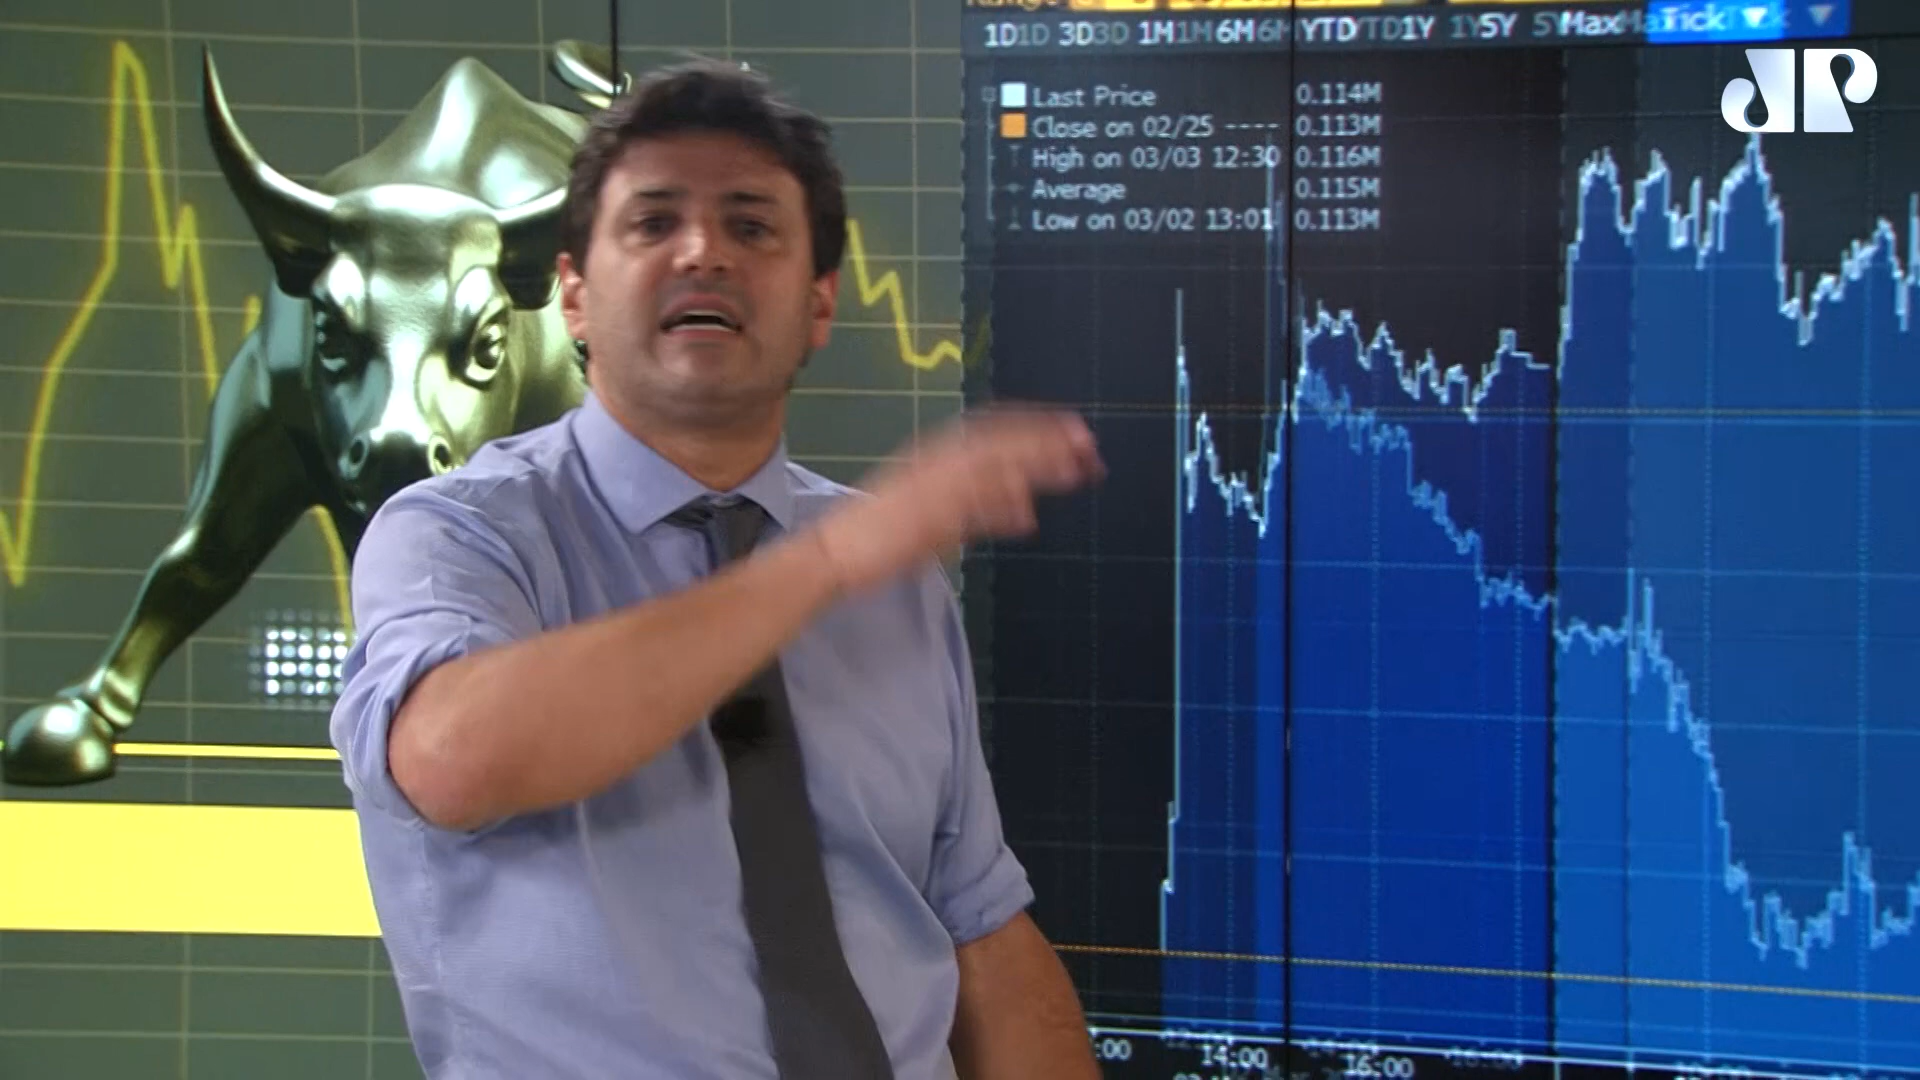 1D 3D 1M 6M YTD 1Y 5Y Max Tick
JP
Last Price 0.114M
Close on 02/25 ---- 0.113M
High on 03/03 12:30 0.116M
Average 0.115M
Low on 03/02 13:01 0.113M
:00 14:00 16:00